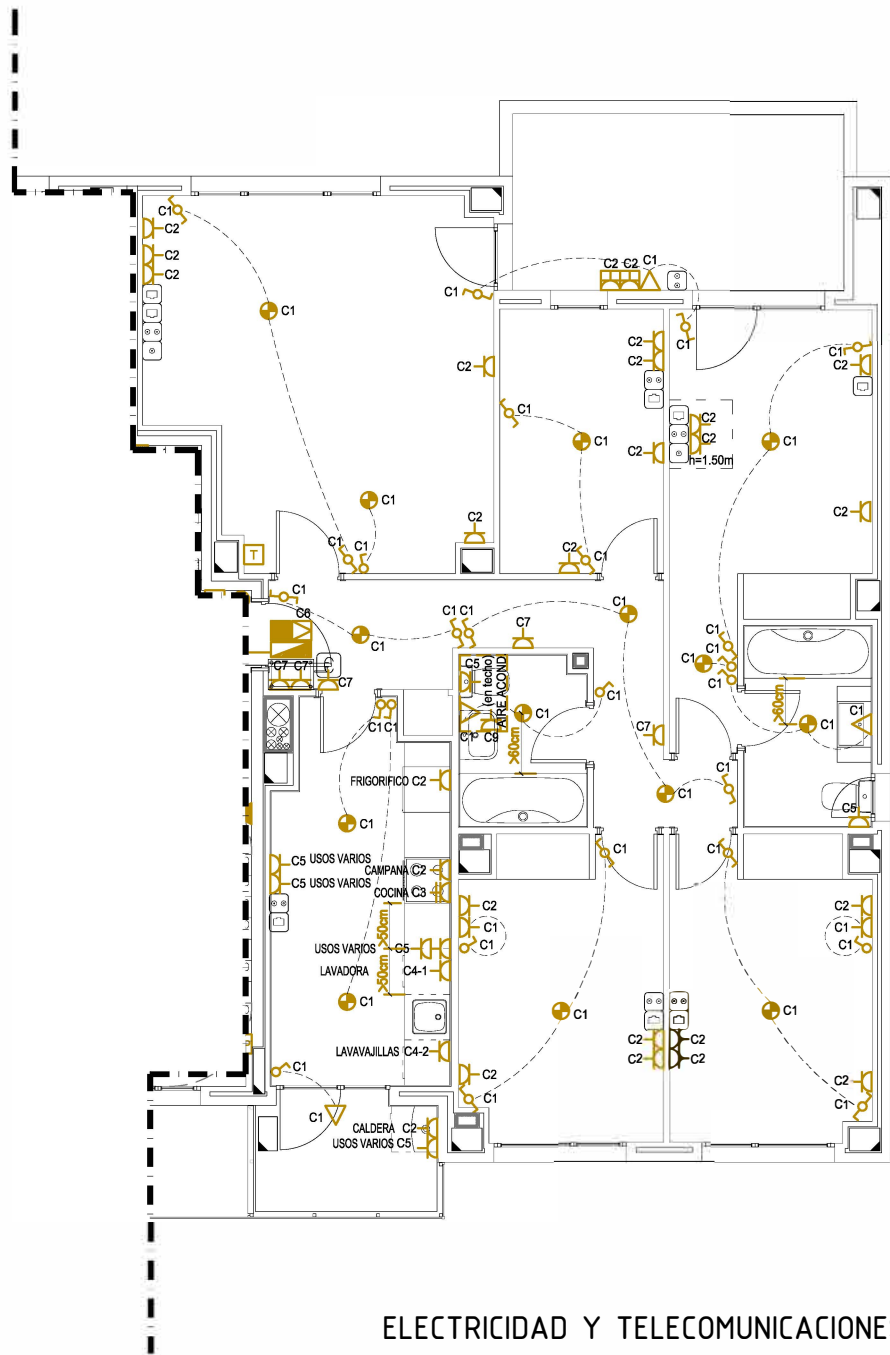 C1
C2
C2
C2
C1
C2 C2 C1
C1
C1
C1
C2
C2
C2
C2
C1
C1
C2
C2
C1
C1
C2
h=1.50m
C2
C1
C2
C1 C1
C2
C1
T
C1
C6
C1
C1 C1
C7
C1
C1
C1
C1
C1
C7 C7
C7
C
C5
(en techo)
AIRE ACOND
C1
C9
C1
C1
>60cm
C7
>60cm
C1
C1
C1 C1
FRIGORIFICO C2
C1
C1
C1
C5
C1
C5 USOS VARIOS
C5 USOS VARIOS
CAMPANA C2
COCINA C3
C1
C1
>50cm
C2
C1
C1
C2
C1
C1
USOS VARIOS C5
LAVADORA C4-1
>50cm
C1
C1
C1
LAVAVAJILLAS C4-2
C2
C2
C2
C2
C1
C2
C1
C2
C1
C1
CALDERA C2
USOS VARIOS C5
ELECTRICIDAD Y TELECOMUNICACIONE